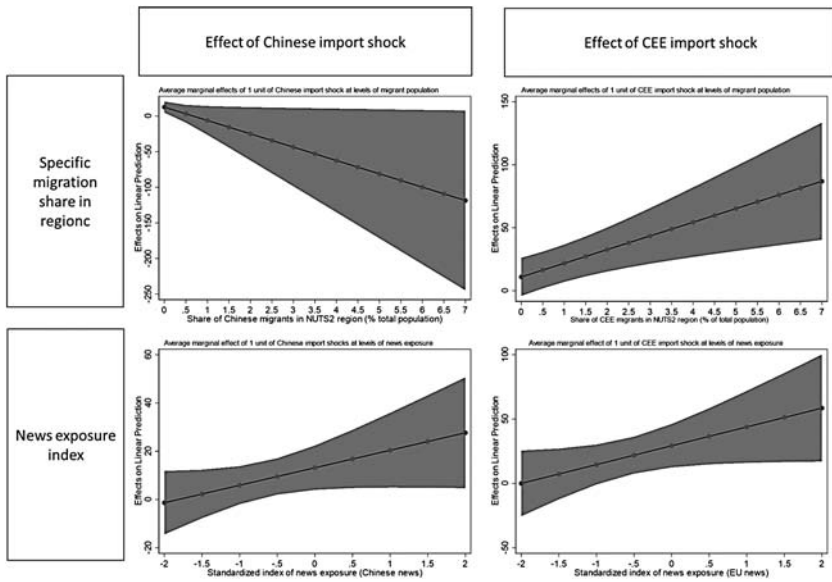 Effect of Chinese import shock
Effect of CEE import shock
Specific
migration
share in
regionc
Average marginal effects of 1 unit of Chinese import shock at levels of migrant population
Effects on Linear Prediction
0
-50
-100
-150
-200
-250
0 .5 1 1.5 2 2.5 3 3.5 4 4.5 5 5.5 6 6.5 7
Share of Chinese migrants in NUTS2 region (% total population)
Average marginal effects of 1 unit of CEE import shock at levels of migrant population
Effects on Linear Prediction
150
100
50
0
0 .5 1 1.5 2 2.5 3 3.5 4 4.5 5 5.5 6 6.5 7
Share of CEE migrants in NUTS2 region (% of total population)
News exposure
index
Average marginal effect of 1 unit of Chinese import shocks at levels of news exposure
Effects on Linear Prediction
60
40
20
0
-20
-2 -1.5 -1 -.5 0 .5 1 1.5 2
Standardized index of news exposure (Chinese news)
Average marginal effect of 1 unit of CEE import shock at levels of news exposure
Effects on Linear Prediction
100
50
0
-50
-2 -1.5 -1 -.5 0 .5 1 1.5 2
Standardized index of news exposure (EU news)